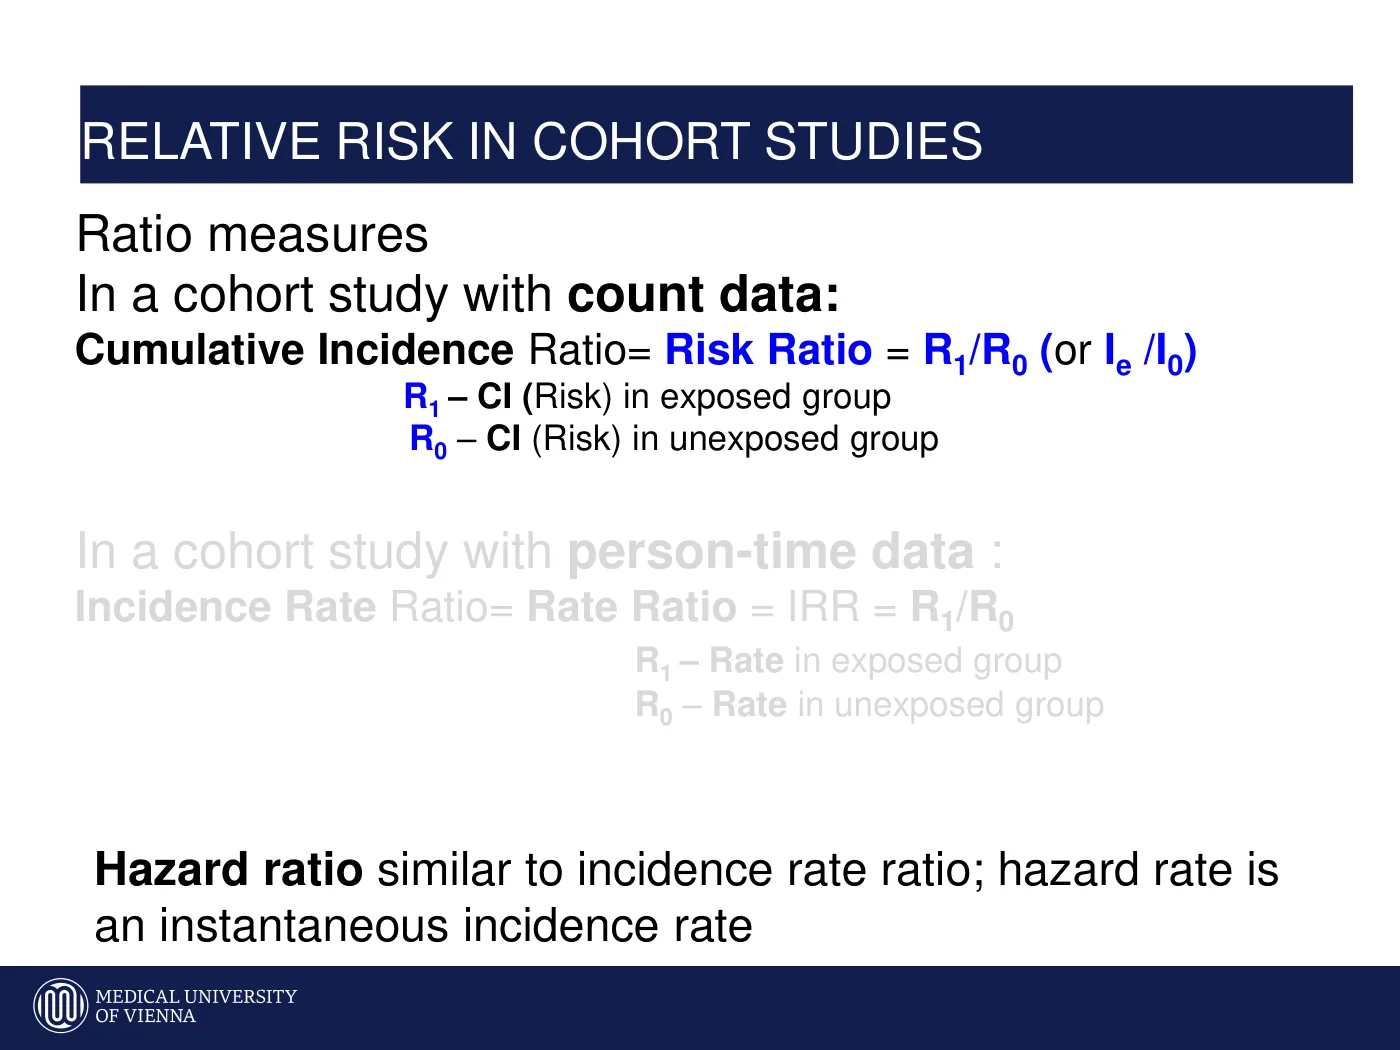 RELATIVE RISK IN COHORT STUDIES
Ratio measures
In a cohort study with count data:
Cumulative Incidence Ratio= Risk Ratio = R1/R0 (or Ie /I0)
R1 – CI (Risk) in exposed group
R0 – CI (Risk) in unexposed group
In a cohort study with person-time data :
Incidence Rate Ratio= Rate Ratio = IRR = R1/R0
R1 – Rate in exposed group
R0 – Rate in unexposed group
Hazard ratio similar to incidence rate ratio; hazard rate is
an instantaneous incidence rate
MEDICAL UNIVERSITY
OF VIENNA